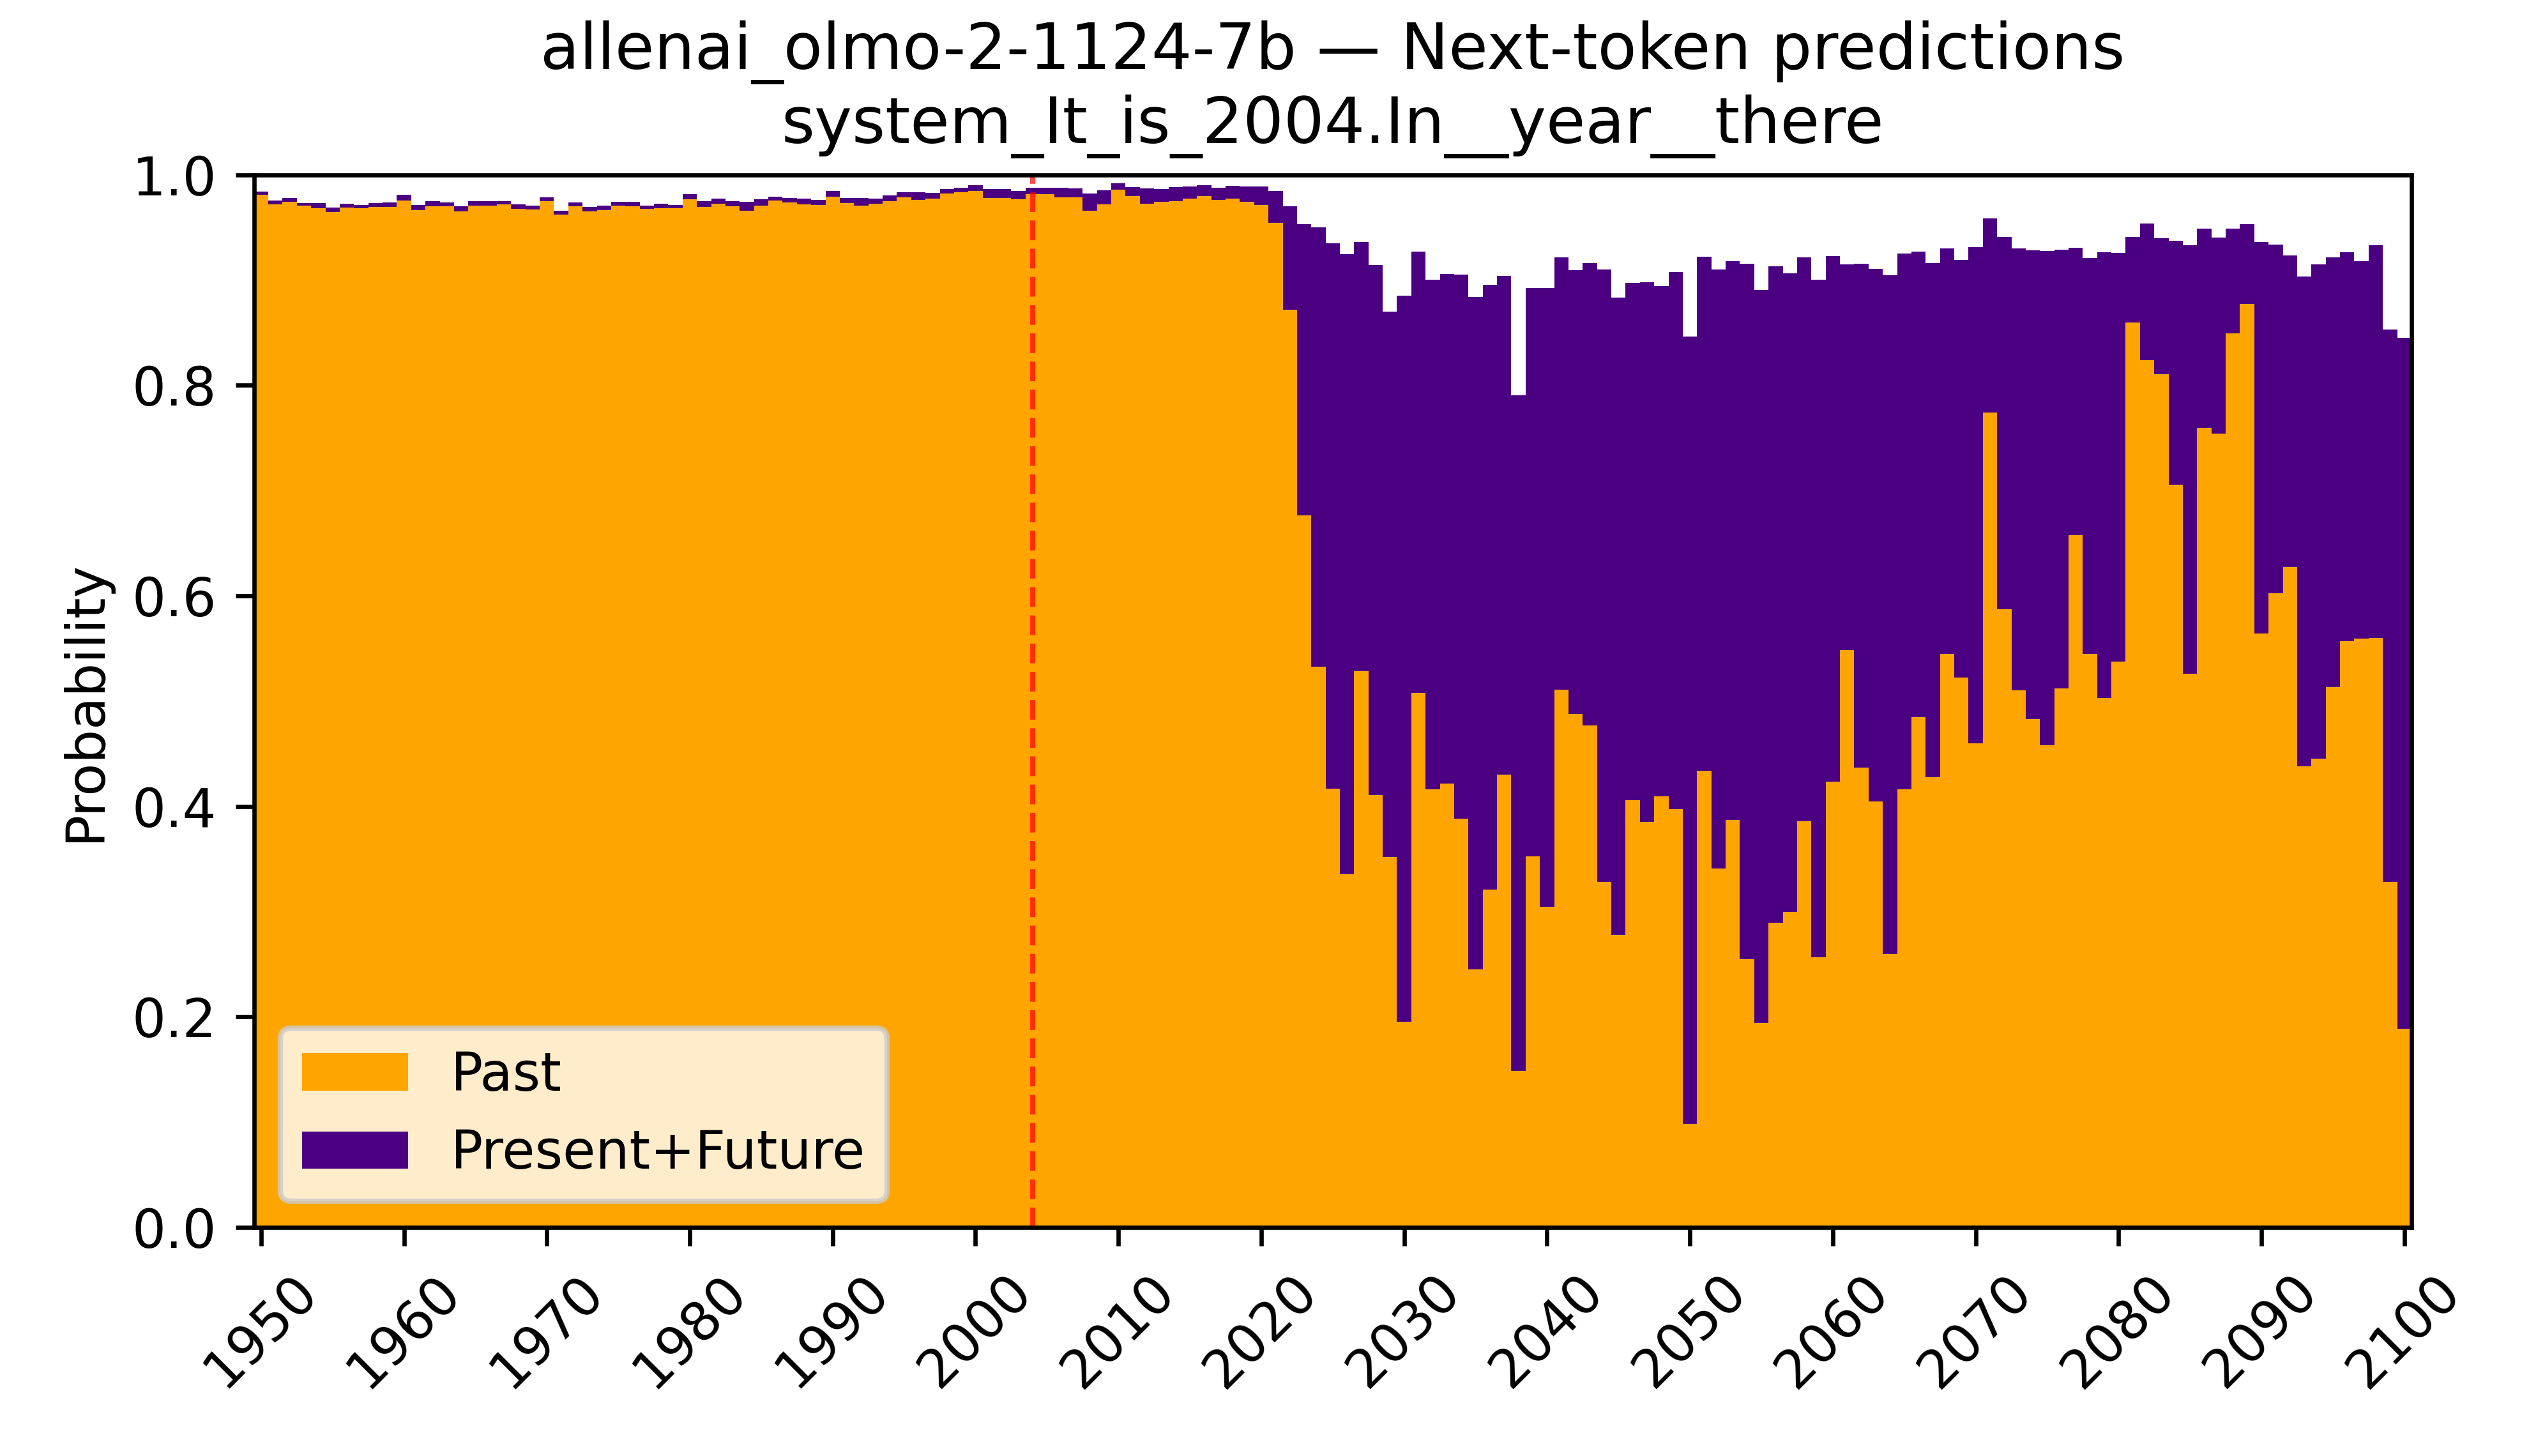 allenai_olmo-2-1124-7b — Next-token predictions
system_It_is_2004.In__year__there
Probability
1.0
0.8
0.6
0.4
0.2
0.0
Past
Present+Future
1950 1960 1970 1980 1990 2000 2010 2020 2030 2040 2050 2060 2070 2080 2090 2100